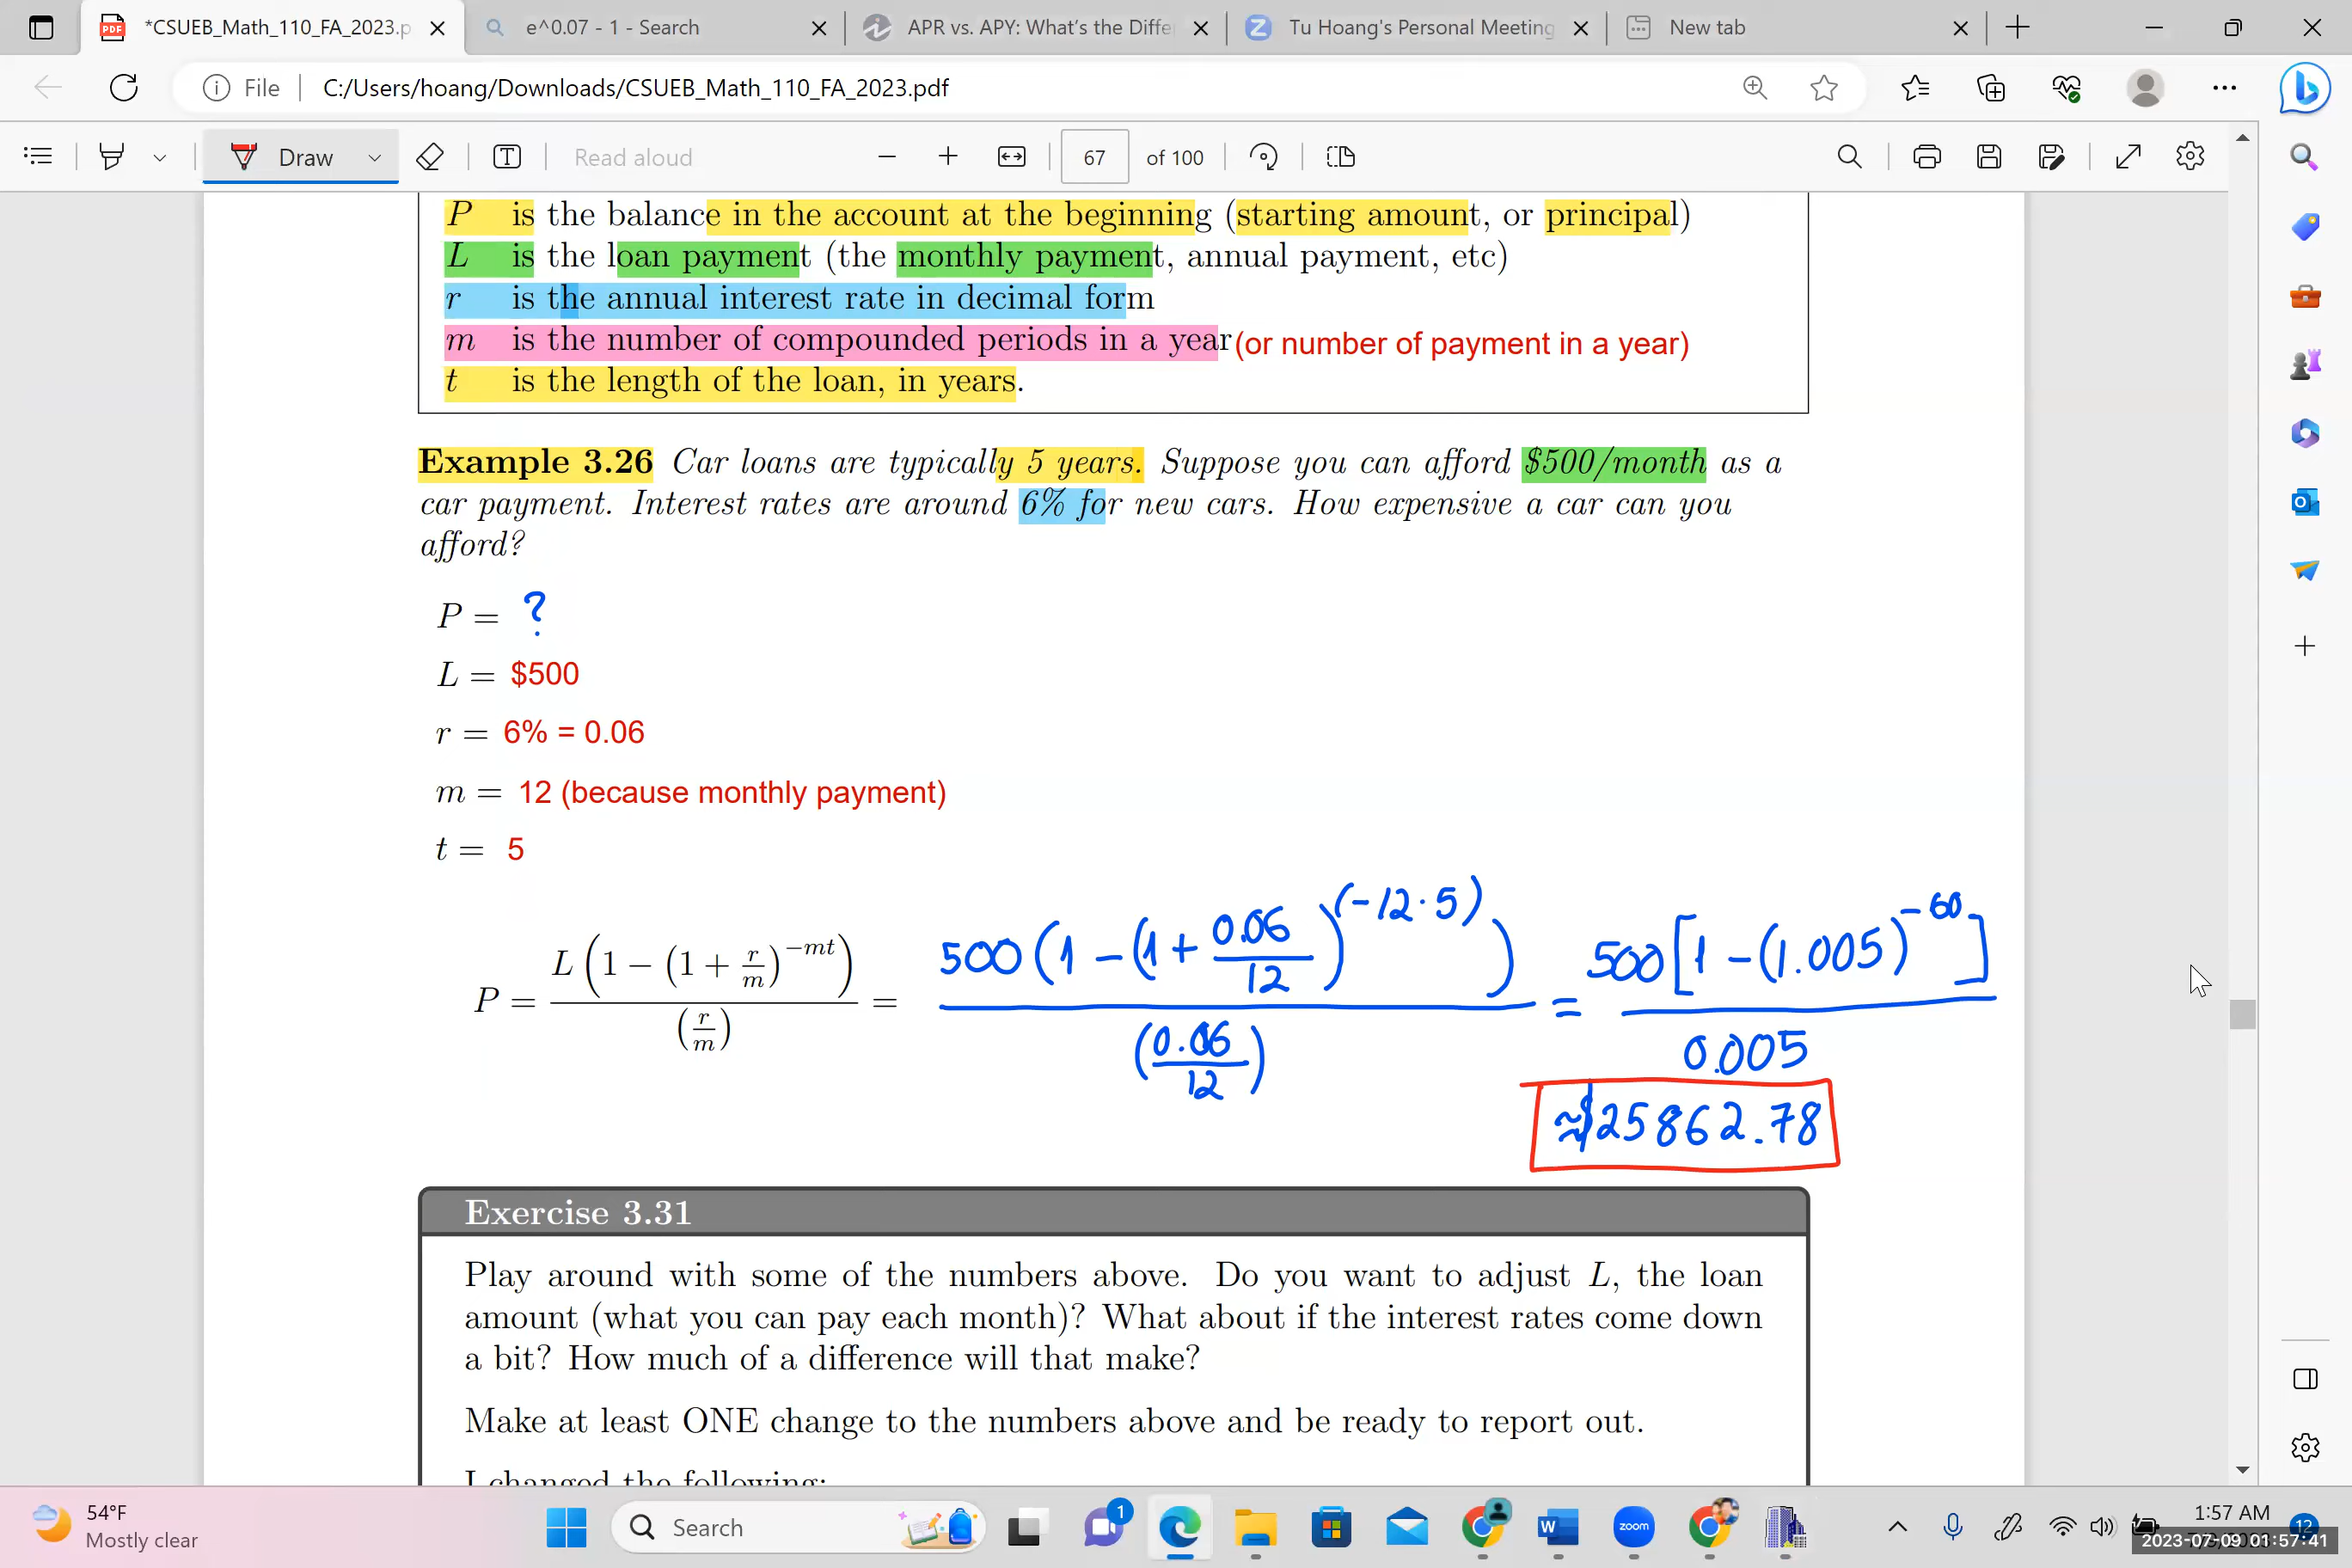 *CSUEB_Math_110_FA_2023.p
e^0.07 - 1 - Search
APR vs. APY: What's the Diffe
Tu Hoang's Personal Meeting
New tab
File
C:/Users/hoang/Downloads/CSUEB_Math_110_FA_2023.pdf
Draw
Read aloud
67 of 100
P is the balance in the account at the beginning (starting amount, or principal)
L is the loan payment (the monthly payment, annual payment, etc)
r is the annual interest rate in decimal form
m is the number of compounded periods in a year (or number of payment in a year)
t is the length of the loan, in years.
Example 3.26 Car loans are typically 5 years. Suppose you can afford $500/month as a
car payment. Interest rates are around 6% for new cars. How expensive a car can you
afford?
P = ?
L = $500
r = 6% = 0.06
m = 12 (because monthly payment)
t = 5
P = L(1 − (1 + r/m)^−mt) / (r/m) = 500(1 − (1 + 0.06/12)^(−12·5)) / (0.06/12) = 500[1 − (1.005)^−60] / 0.005
≈$25862.78
Exercise 3.31
Play around with some of the numbers above. Do you want to adjust L, the loan
amount (what you can pay each month)? What about if the interest rates come down
a bit? How much of a difference will that make?
Make at least ONE change to the numbers above and be ready to report out.
I changed the following:
54°F
Mostly clear
Search
1
zoom
1:57 AM
12
2023-07-09 01:57:41